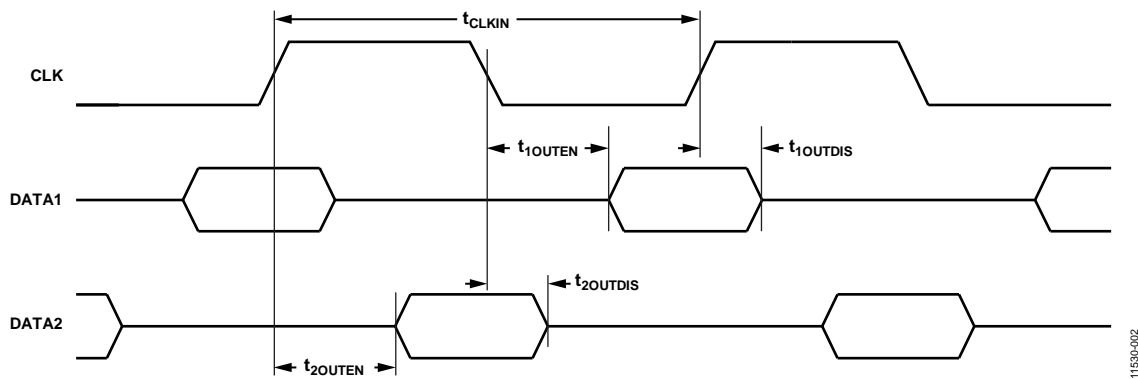 tCLKIN
CLK
t1OUTEN
t1OUTDIS
DATA1
t2OUTDIS
DATA2
t2OUTEN
11530-002